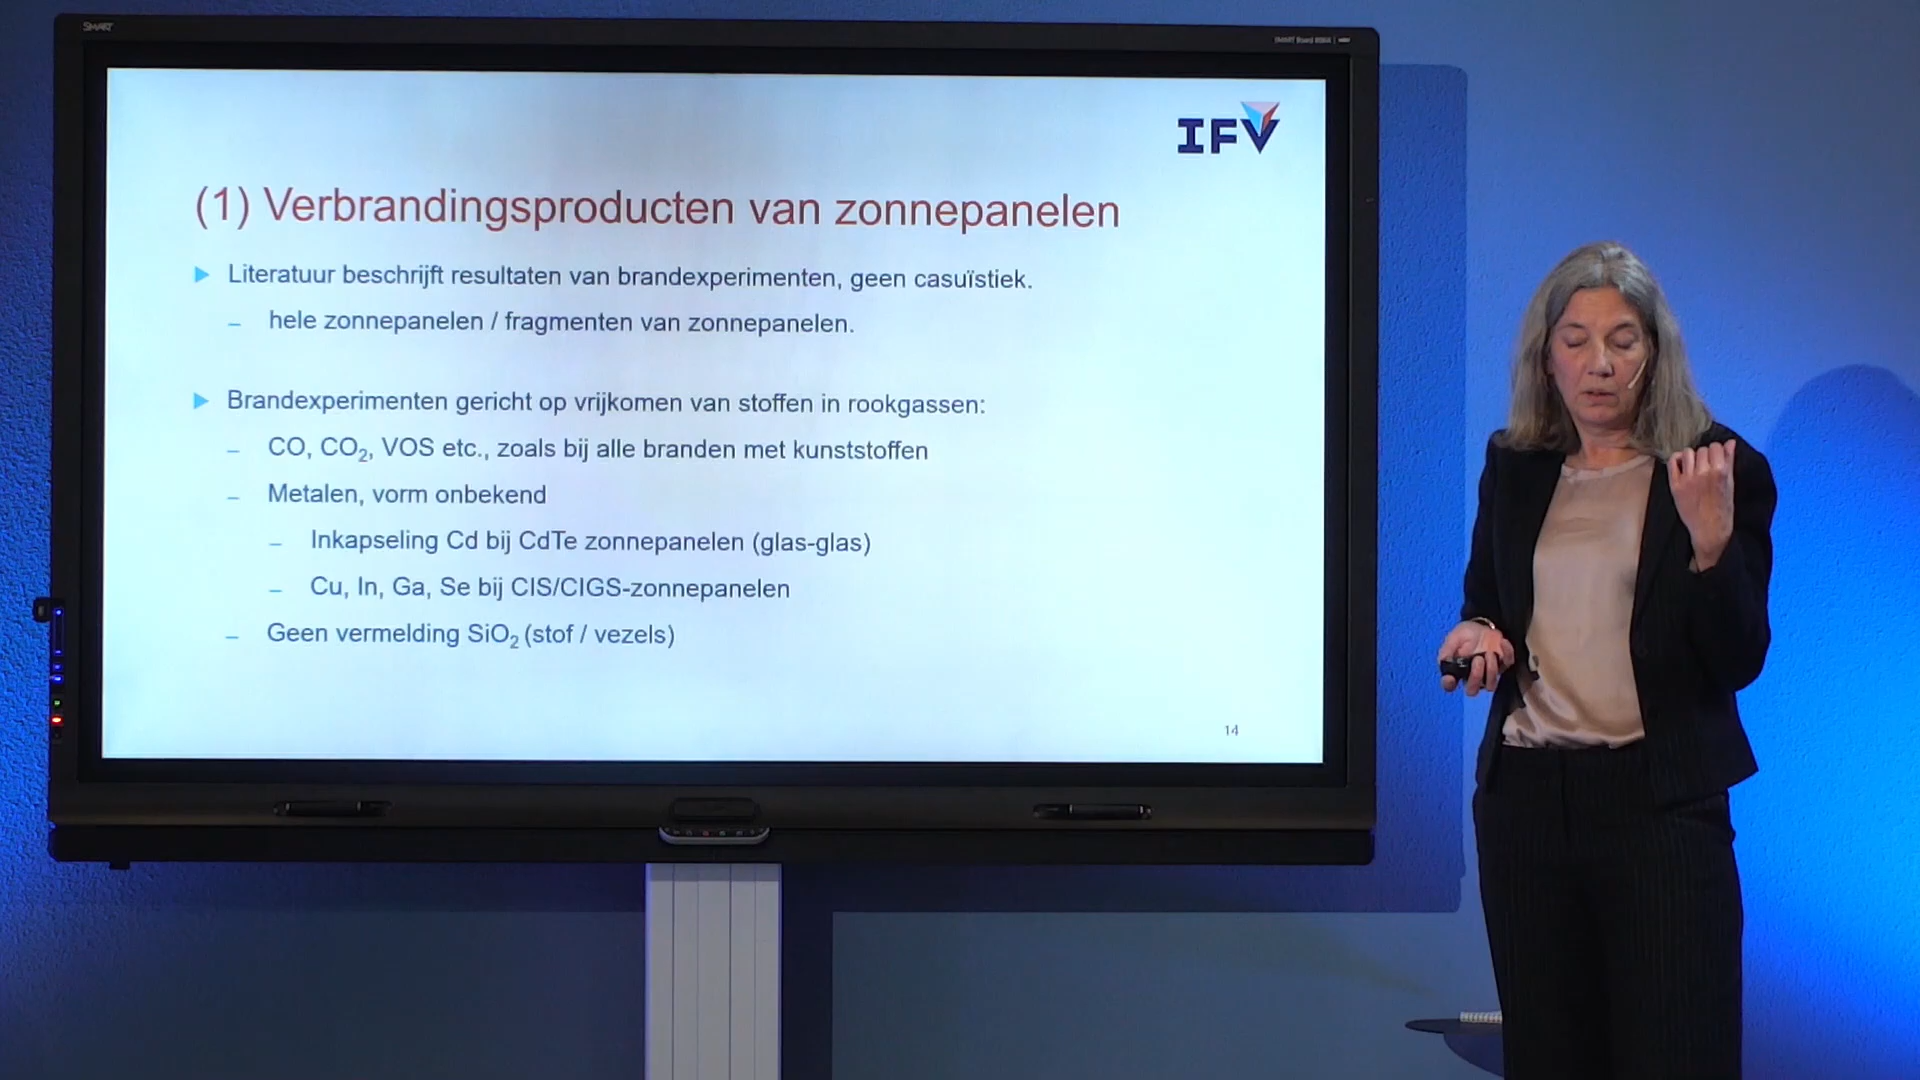 SMART
SMART Board
IFV
(1) Verbrandingsproducten van zonnepanelen
Literatuur beschrijft resultaten van brandexperimenten, geen casuïstiek.
– hele zonnepanelen / fragmenten van zonnepanelen.
Brandexperimenten gericht op vrijkomen van stoffen in rookgassen:
– CO, CO₂, VOS etc., zoals bij alle branden met kunststoffen
– Metalen, vorm onbekend
– Inkapseling Cd bij CdTe zonnepanelen (glas-glas)
– Cu, In, Ga, Se bij CIS/CIGS-zonnepanelen
– Geen vermelding SiO₂ (stof / vezels)
14